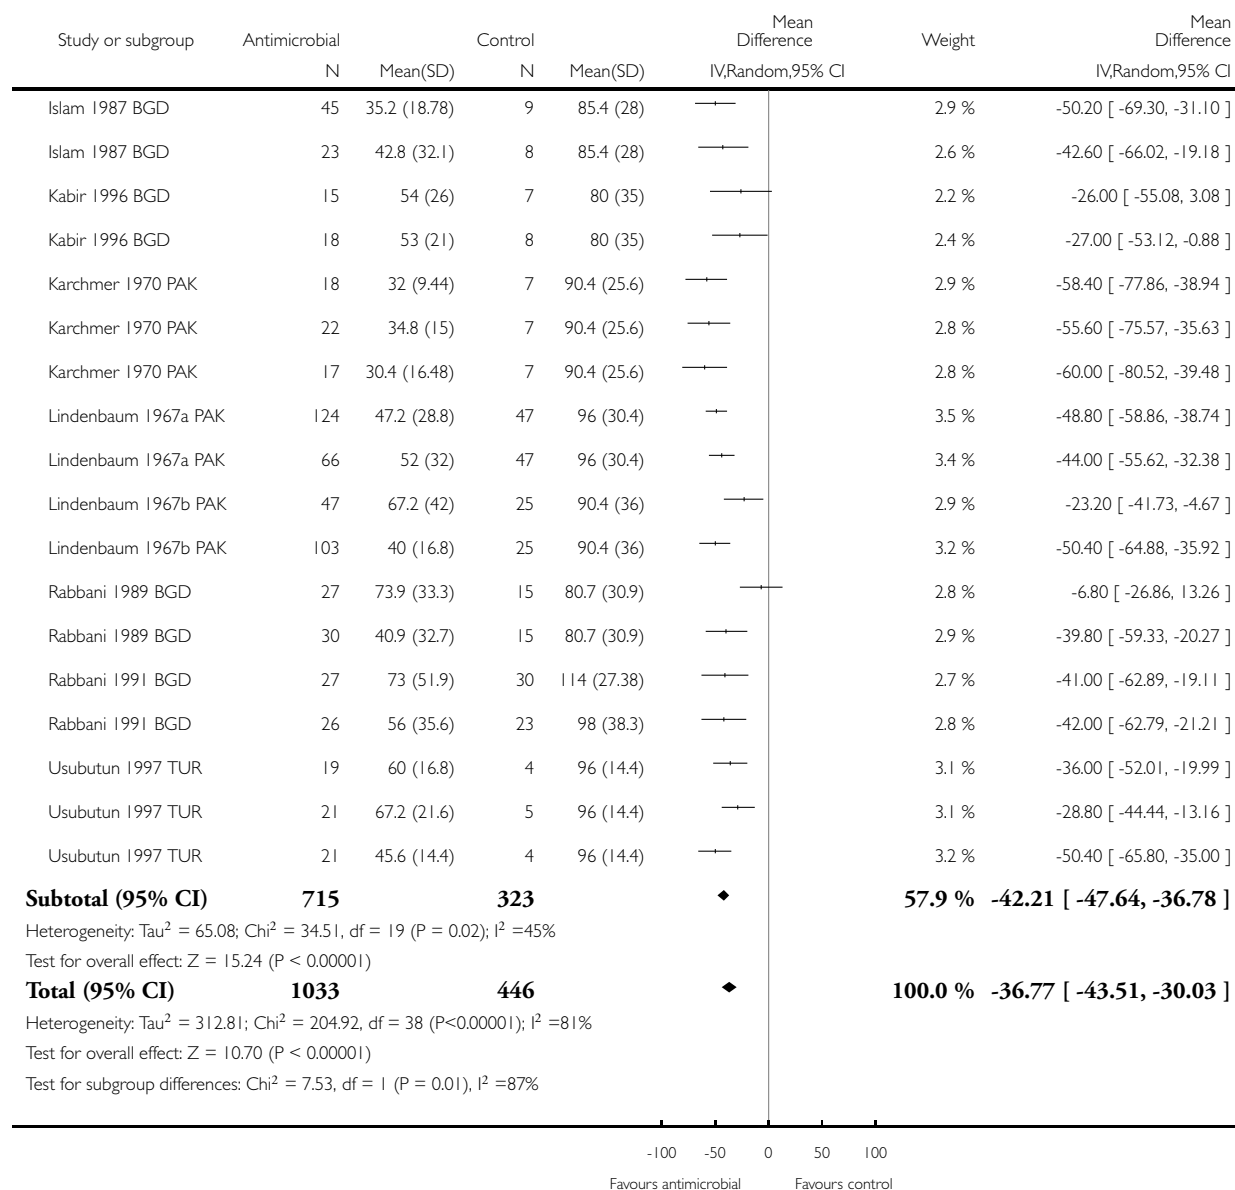 Mean Mean
Study or subgroup Antimicrobial Control Difference Weight Difference
N Mean(SD) N Mean(SD) IV,Random,95% CI IV,Random,95% CI
Islam 1987 BGD 45 35.2 (18.78) 9 85.4 (28) 2.9 % -50.20 [ -69.30, -31.10 ]
Islam 1987 BGD 23 42.8 (32.1) 8 85.4 (28) 2.6 % -42.60 [ -66.02, -19.18 ]
Kabir 1996 BGD 15 54 (26) 7 80 (35) 2.2 % -26.00 [ -55.08, 3.08 ]
Kabir 1996 BGD 18 53 (21) 8 80 (35) 2.4 % -27.00 [ -53.12, -0.88 ]
Karchmer 1970 PAK 18 32 (9.44) 7 90.4 (25.6) 2.9 % -58.40 [ -77.86, -38.94 ]
Karchmer 1970 PAK 22 34.8 (15) 7 90.4 (25.6) 2.8 % -55.60 [ -75.57, -35.63 ]
Karchmer 1970 PAK 17 30.4 (16.48) 7 90.4 (25.6) 2.8 % -60.00 [ -80.52, -39.48 ]
Lindenbaum 1967a PAK 124 47.2 (28.8) 47 96 (30.4) 3.5 % -48.80 [ -58.86, -38.74 ]
Lindenbaum 1967a PAK 66 52 (32) 47 96 (30.4) 3.4 % -44.00 [ -55.62, -32.38 ]
Lindenbaum 1967b PAK 47 67.2 (42) 25 90.4 (36) 2.9 % -23.20 [ -41.73, -4.67 ]
Lindenbaum 1967b PAK 103 40 (16.8) 25 90.4 (36) 3.2 % -50.40 [ -64.88, -35.92 ]
Rabbani 1989 BGD 27 73.9 (33.3) 15 80.7 (30.9) 2.8 % -6.80 [ -26.86, 13.26 ]
Rabbani 1989 BGD 30 40.9 (32.7) 15 80.7 (30.9) 2.9 % -39.80 [ -59.33, -20.27 ]
Rabbani 1991 BGD 27 73 (51.9) 30 114 (27.38) 2.7 % -41.00 [ -62.89, -19.11 ]
Rabbani 1991 BGD 26 56 (35.6) 23 98 (38.3) 2.8 % -42.00 [ -62.79, -21.21 ]
Usubutun 1997 TUR 19 60 (16.8) 4 96 (14.4) 3.1 % -36.00 [ -52.01, -19.99 ]
Usubutun 1997 TUR 21 67.2 (21.6) 5 96 (14.4) 3.1 % -28.80 [ -44.44, -13.16 ]
Usubutun 1997 TUR 21 45.6 (14.4) 4 96 (14.4) 3.2 % -50.40 [ -65.80, -35.00 ]
Subtotal (95% CI) 715 323 57.9 % -42.21 [ -47.64, -36.78 ]
Heterogeneity: Tau² = 65.08; Chi² = 34.51, df = 19 (P = 0.02); I² =45%
Test for overall effect: Z = 15.24 (P < 0.00001)
Total (95% CI) 1033 446 100.0 % -36.77 [ -43.51, -30.03 ]
Heterogeneity: Tau² = 312.81; Chi² = 204.92, df = 38 (P<0.00001); I² =81%
Test for overall effect: Z = 10.70 (P < 0.00001)
Test for subgroup differences: Chi² = 7.53, df = 1 (P = 0.01), I² =87%
-100 -50 0 50 100
Favours antimicrobial Favours control